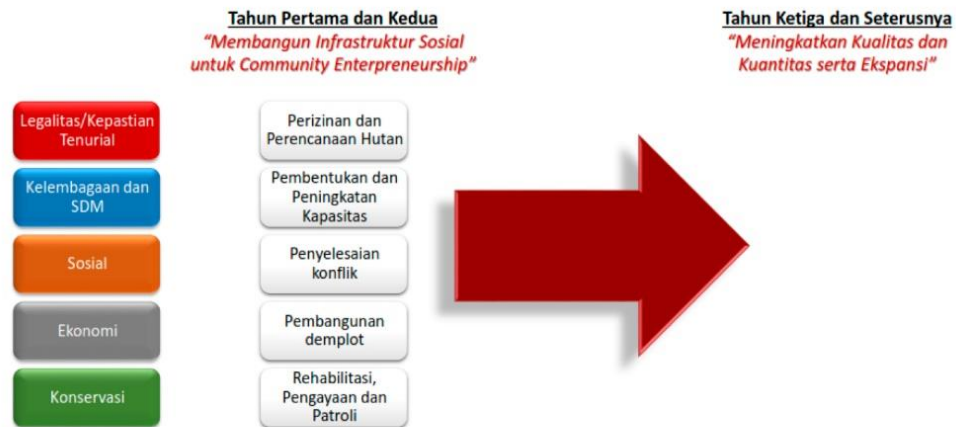 Tahun Pertama dan Kedua
“Membangun Infrastruktur Sosial
untuk Community Enterpreneurship”
Tahun Ketiga dan Seterusnya
“Meningkatkan Kualitas dan
Kuantitas serta Ekspansi”
Legalitas/Kepastian
Tenurial
Perizinan dan
Perencanaan Hutan
Kelembagaan dan
SDM
Pembentukan dan
Peningkatan
Kapasitas
Sosial
Penyelesaian
konflik
Ekonomi
Pembangunan
demplot
Konservasi
Rehabilitasi,
Pengayaan dan
Patroli